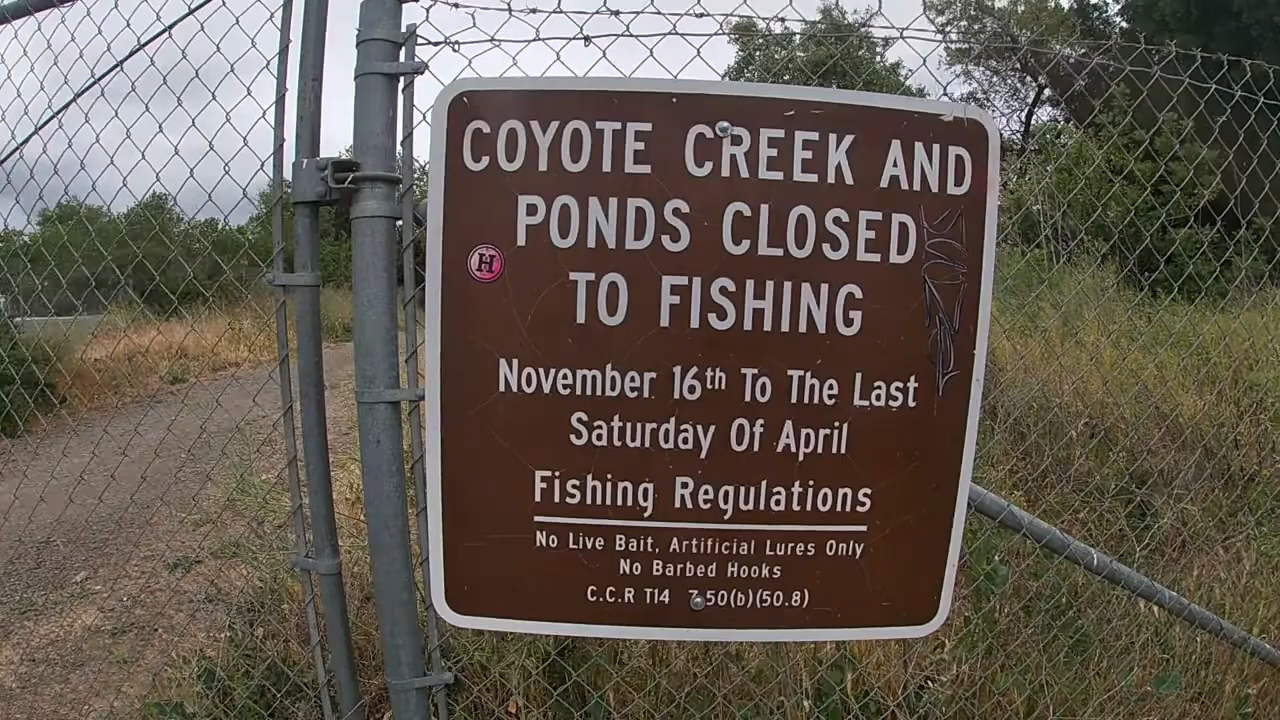 COYOTE CREEK AND
PONDS CLOSED
TO FISHING
H
November 16th To The Last
Saturday Of April
Fishing Regulations
No Live Bait, Artificial Lures Only
No Barbed Hooks
C.C.R T14 7.50(b)(50.8)